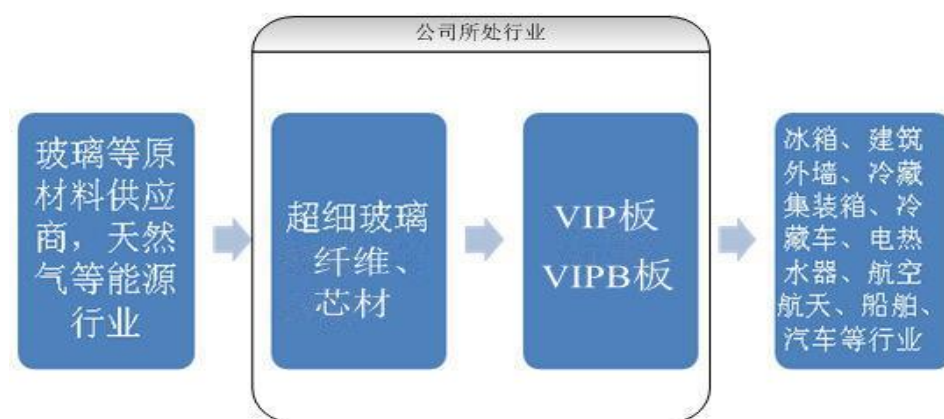 公司所处行业
玻璃等原
材料供应
商，天然
气等能源
行业
超细玻璃
纤维、
芯材
VIP板
VIPB板
冰箱、建筑
外墙、冷藏
集装箱、冷
藏车、电热
水器、航空
航天、船舶、
汽车等行业